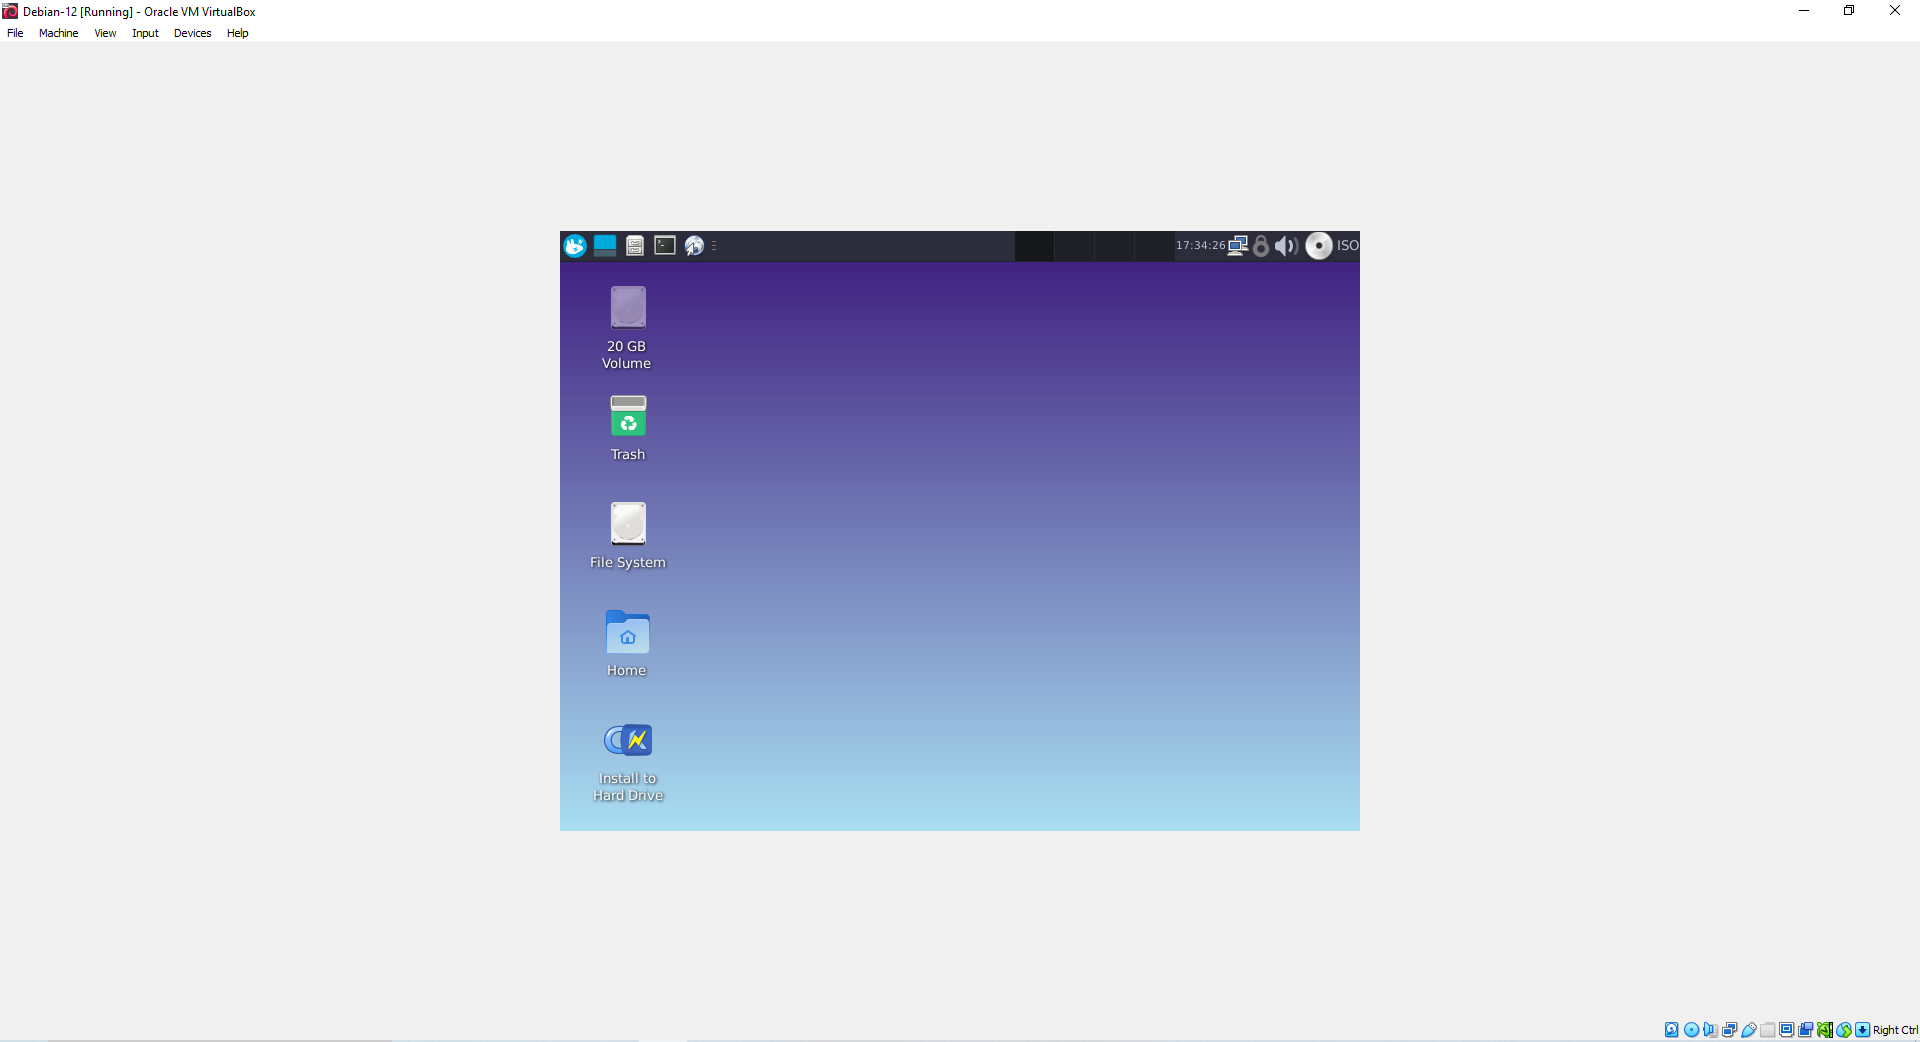 Debian-12 [Running] - Oracle VM VirtualBox
File Machine View Input Devices Help
17:34:26 ISO
20 GB
Volume
Trash
File System
Home
Install to
Hard Drive
Right Ctrl